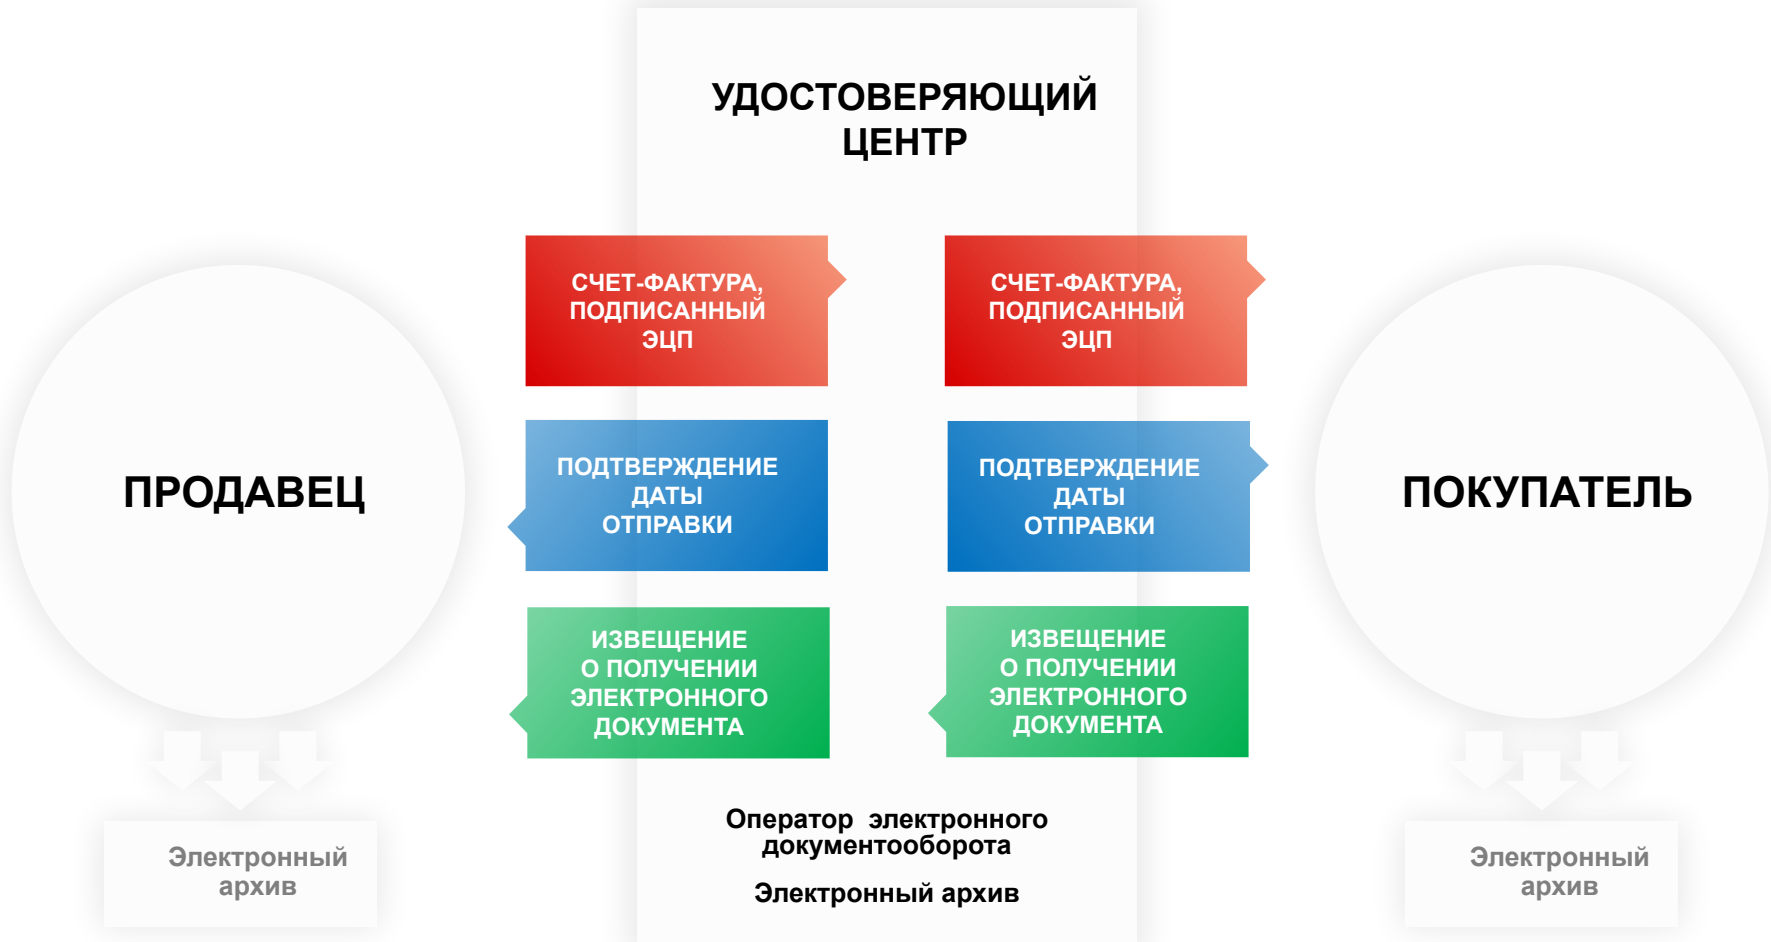 УДОСТОВЕРЯЮЩИЙ
ЦЕНТР
СЧЕТ-ФАКТУРА,
ПОДПИСАННЫЙ
ЭЦП
СЧЕТ-ФАКТУРА,
ПОДПИСАННЫЙ
ЭЦП
ПРОДАВЕЦ
ПОДТВЕРЖДЕНИЕ
ДАТЫ
ОТПРАВКИ
ПОДТВЕРЖДЕНИЕ
ДАТЫ
ОТПРАВКИ
ПОКУПАТЕЛЬ
ИЗВЕЩЕНИЕ
О ПОЛУЧЕНИИ
ЭЛЕКТРОННОГО
ДОКУМЕНТА
ИЗВЕЩЕНИЕ
О ПОЛУЧЕНИИ
ЭЛЕКТРОННОГО
ДОКУМЕНТА
Электронный
архив
Оператор электронного
документооборота
Электронный архив
Электронный
архив